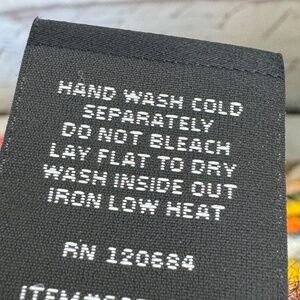 HAND WASH COLD
SEPARATELY
DO NOT BLEACH
LAY FLAT TO DRY
WASH INSIDE OUT
IRON LOW HEAT
RN 120684